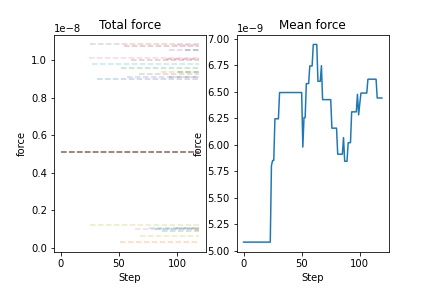 Total force
Mean force
1e−8
1e−9
1.0
0.8
0.6
0.4
0.2
0.0
force
0
50
100
Step
7.00
6.75
6.50
6.25
6.00
5.75
5.50
5.25
5.00
force
0
50
100
Step